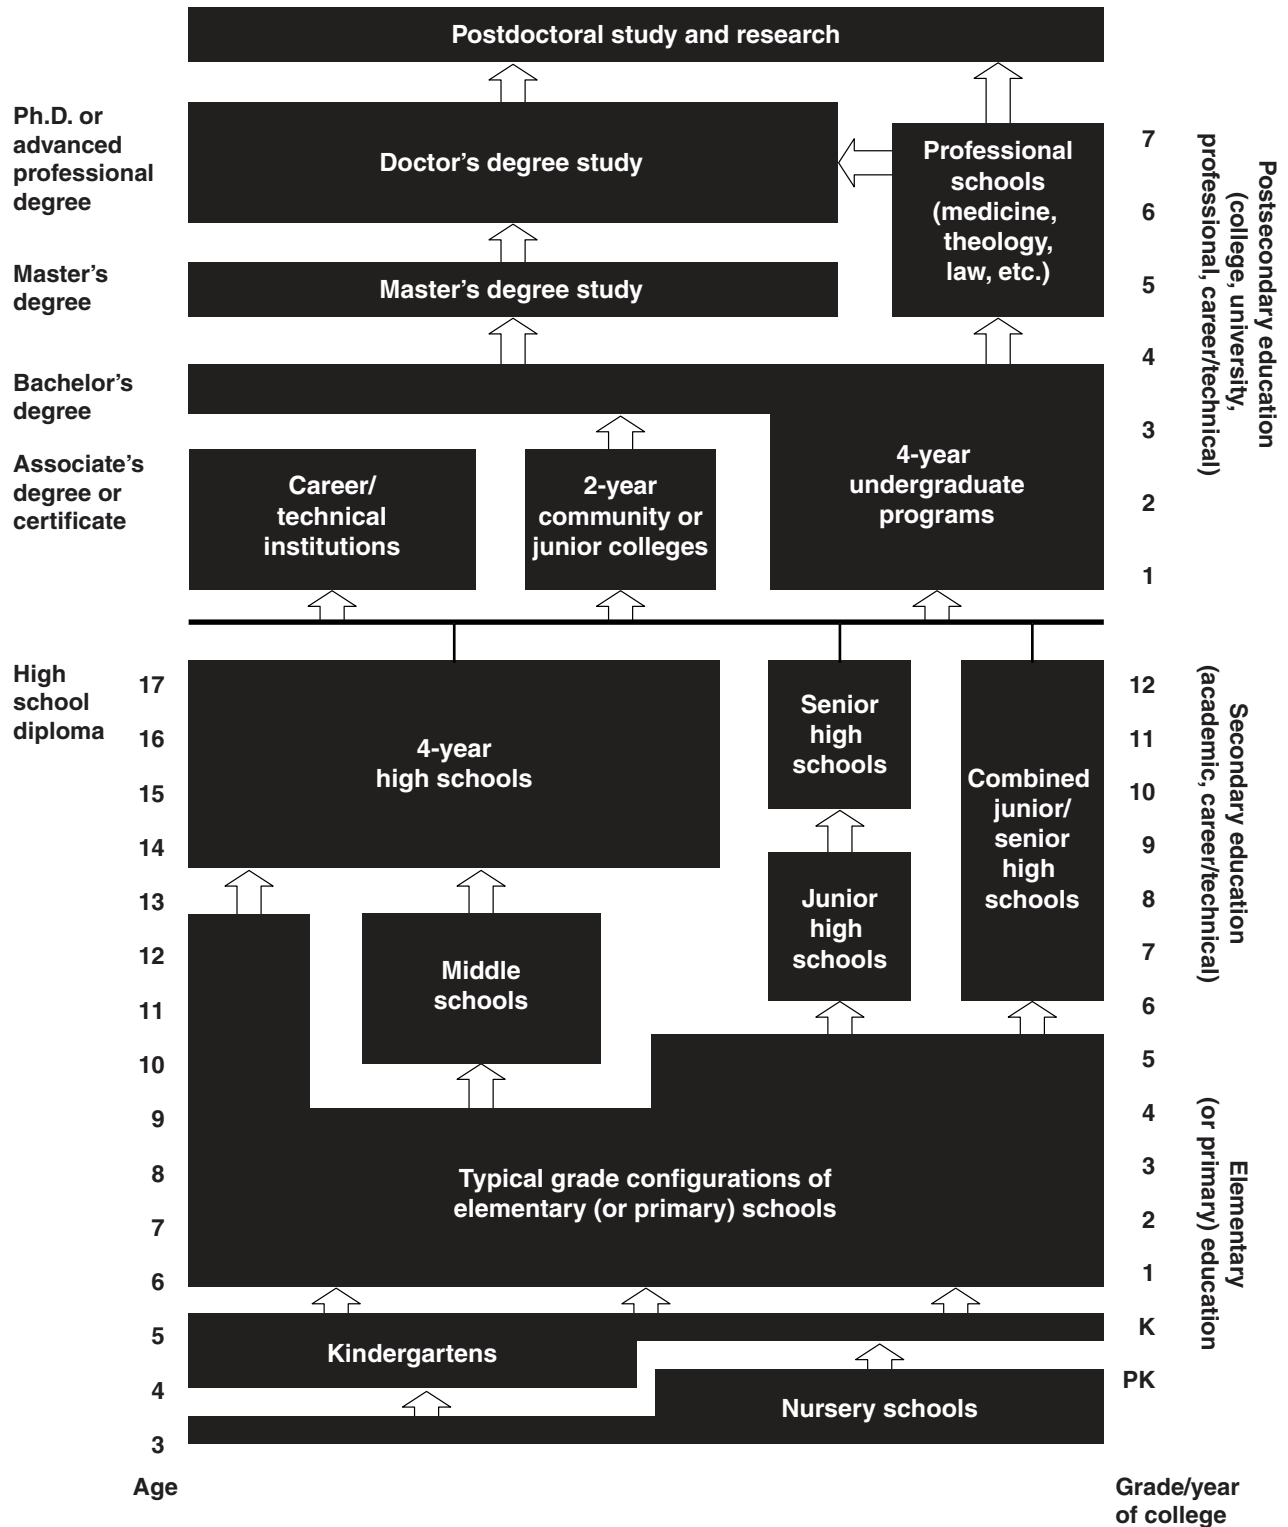 Postdoctoral study and research
Ph.D. or
advanced
professional
degree
Doctor’s degree study
Professional
schools
(medicine,
theology,
law, etc.)
7
6
5
4
3
2
1
Postsecondary education
(college, university,
professional, career/technical)
Master’s
degree
Master’s degree study
Bachelor’s
degree
Associate’s
degree or
certificate
Career/
technical
institutions
2-year
community or
junior colleges
4-year
undergraduate
programs
High
school
diploma
17
16
15
14
13
12
11
10
9
8
7
6
5
4
3
4-year
high schools
Senior
high
schools
Combined
junior/
senior
high
schools
Junior
high
schools
Middle
schools
12
11
10
9
8
7
6
5
4
3
2
1
K
PK
Secondary education
(academic, career/technical)
Elementary
(or primary) education
Typical grade configurations of
elementary (or primary) schools
Kindergartens
Nursery schools
Age
Grade/year
of college